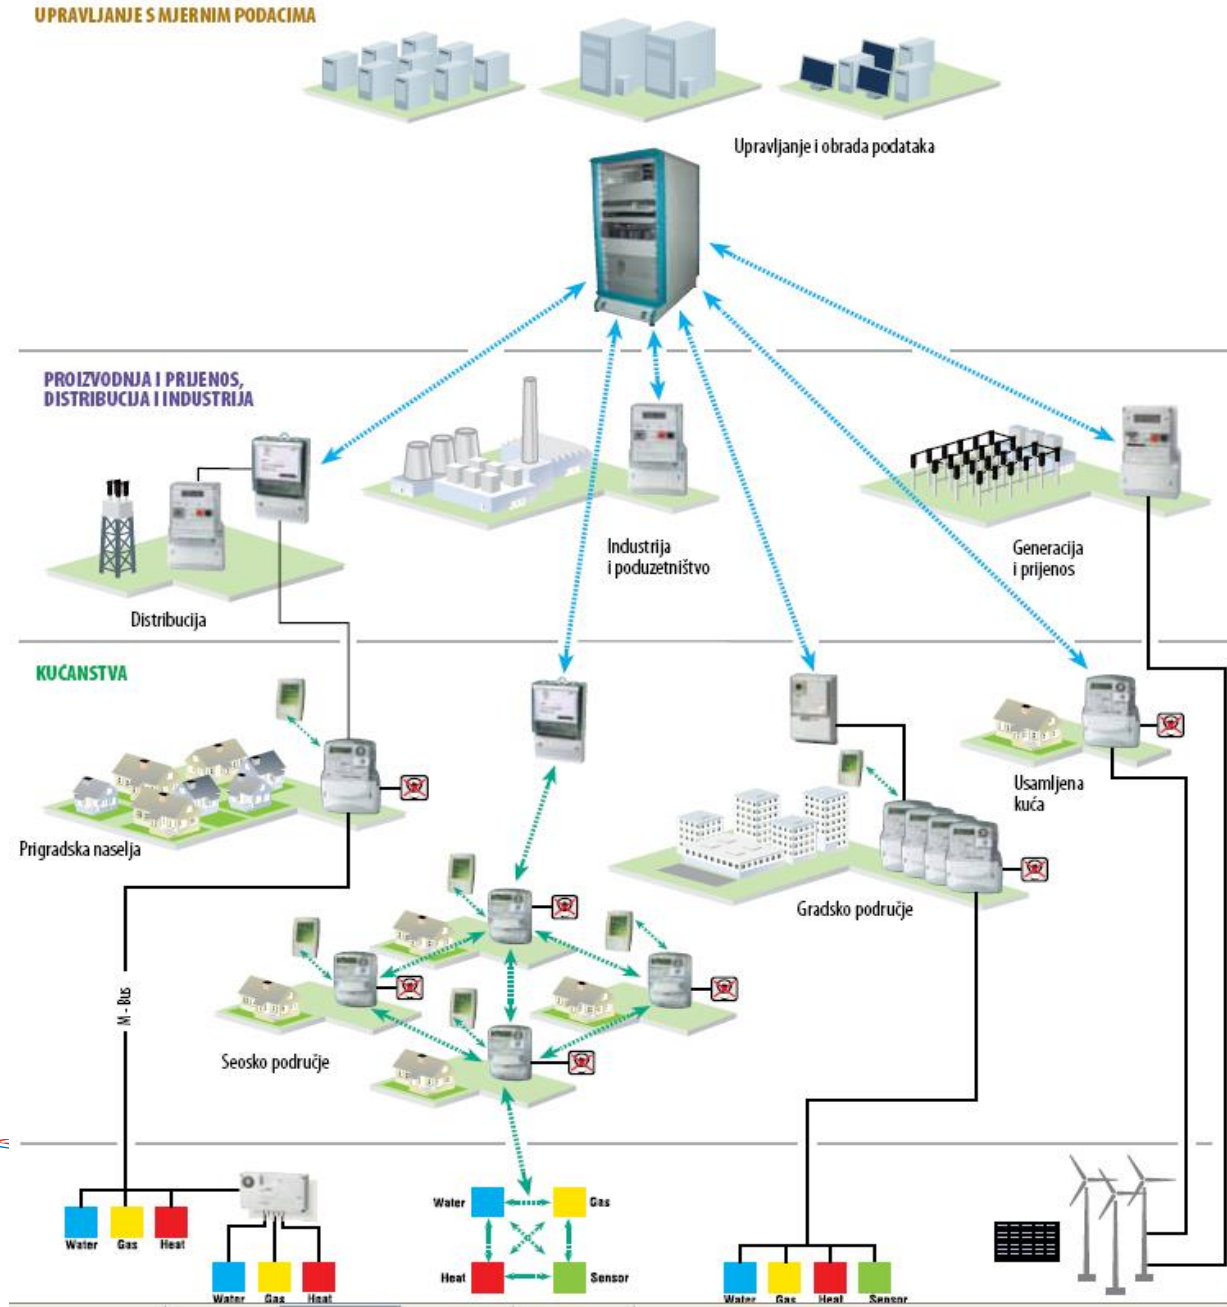 UPRAVLJANJE S MJERNIM PODACIMA
Upravljanje i obrada podataka
PROIZVODNJA I PRIJENOS,
DISTRIBUCIJA I INDUSTRIJA
Industrija
i poduzetništvo
Generacija
i prijenos
Distribucija
KUĆANSTVA
Usamljena
kuća
Prigradska naselja
Gradsko područje
M - Bus
Seosko područje
Water
Gas
Heat
Water
Gas
Heat
Water
Gas
Heat
Sensor
Water
Gas
Heat
Sensor